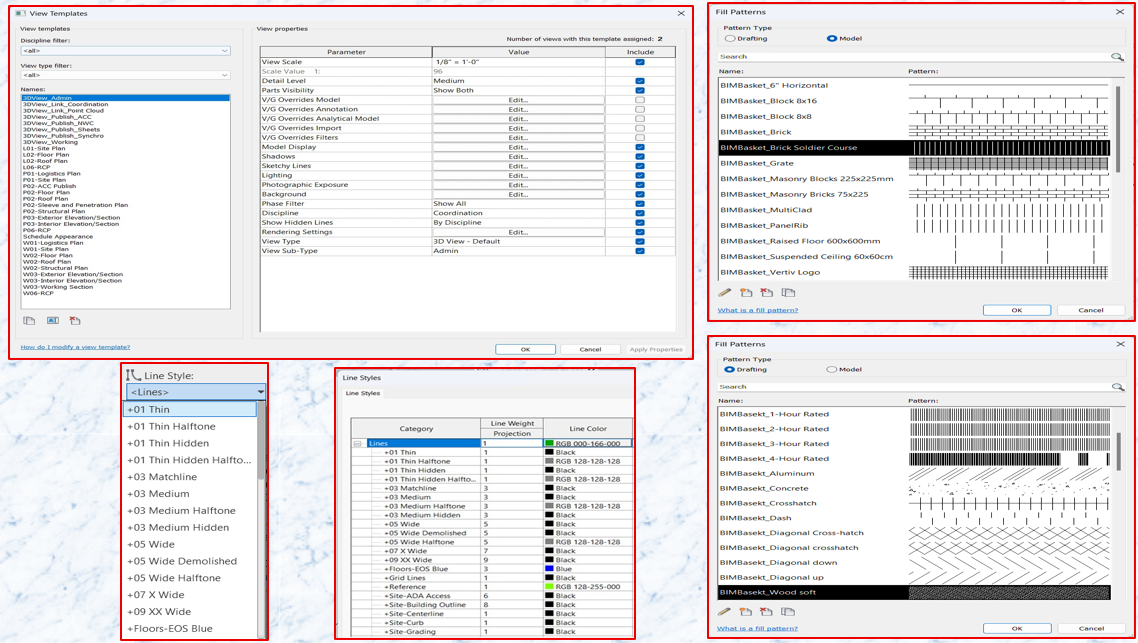 View Templates
View templates
Discipline filter:
<all>
View type filter:
<all>
Names:
3DView_Admin
3DView_Link_Coordination
3DView_Link_Point Cloud
3DView_Publish_ACC
3DView_Publish_NWC
3DView_Publish_Sheets
3DView_Publish_Synchro
3DView_Working
L01-Site Plan
L02-Floor Plan
L02-Roof Plan
L06-RCP
P01-Logistics Plan
P01-Site Plan
P02-ACC Publish
P02-Floor Plan
P02-Roof Plan
P02-Sleeve and Penetration Plan
P02-Structural Plan
P03-Exterior Elevation/Section
P03-Interior Elevation/Section
P06-RCP
Schedule Appearance
W01-Logistics Plan
W01-Site Plan
W02-Floor Plan
W02-Roof Plan
W02-Structural Plan
W03-Exterior Elevation/Section
W03-Interior Elevation/Section
W03-Working Section
W06-RCP
How do I modify a view template?
View properties
Number of views with this template assigned: 2
Parameter Value Include
View Scale 1/8" = 1'-0"
Scale Value 1: 96
Detail Level Medium
Parts Visibility Show Both
V/G Overrides Model Edit...
V/G Overrides Annotation Edit...
V/G Overrides Analytical Model Edit...
V/G Overrides Import Edit...
V/G Overrides Filters Edit...
Model Display Edit...
Shadows Edit...
Sketchy Lines Edit...
Lighting Edit...
Photographic Exposure Edit...
Background Edit...
Phase Filter Show All
Discipline Coordination
Show Hidden Lines By Discipline
Rendering Settings Edit...
View Type 3D View - Default
View Sub-Type Admin
OK Cancel Apply Properties
Fill Patterns
Pattern Type
Drafting Model
Search
Name: Pattern:
BIMBasket_6" Horizontal
BIMBasket_Block 8x16
BIMBasket_Block 8x8
BIMBasket_Brick
BIMBasket_Brick Soldier Course
BIMBasket_Grate
BIMBasket_Masonry Blocks 225x225mm
BIMBasket_Masonry Bricks 75x225
BIMBasket_MultiClad
BIMBasket_PanelRib
BIMBasket_Raised Floor 600x600mm
BIMBasket_Suspended Ceiling 60x60cm
BIMBasket_Vertiv Logo
What is a fill pattern?
OK Cancel
Line Style:
<Lines>
+01 Thin
+01 Thin Halftone
+01 Thin Hidden
+01 Thin Hidden Halfto...
+03 Matchline
+03 Medium
+03 Medium Halftone
+03 Medium Hidden
+05 Wide
+05 Wide Demolished
+05 Wide Halftone
+07 X Wide
+09 XX Wide
+Floors-EOS Blue
Line Styles
Line Styles
Category Line Weight Line Color
Projection
Lines 1 RGB 000-166-000
+01 Thin 1 Black
+01 Thin Halftone 1 RGB 128-128-128
+01 Thin Hidden 1 Black
+01 Thin Hidden Halfto... 1 RGB 128-128-128
+03 Matchline 3 Black
+03 Medium 3 Black
+03 Medium Halftone 3 RGB 128-128-128
+03 Medium Hidden 3 Black
+05 Wide 5 Black
+05 Wide Demolished 5 Black
+05 Wide Halftone 5 RGB 128-128-128
+07 X Wide 7 Black
+09 XX Wide 9 Black
+Floors-EOS Blue 3 Blue
+Grid Lines 1 Black
+Reference 1 RGB 128-255-000
+Site-ADA Access 6 Black
+Site-Building Outline 8 Black
+Site-Centerline 1 Black
+Site-Curb 1 Black
+Site-Grading 1 Black
Fill Patterns
Pattern Type
Drafting Model
Search
Name: Pattern:
BIMBasekt_1-Hour Rated
BIMBasekt_2-Hour Rated
BIMBasekt_3-Hour Rated
BIMBasekt_4-Hour Rated
BIMBasekt_Aluminum
BIMBasekt_Concrete
BIMBasekt_Crosshatch
BIMBasekt_Dash
BIMBasekt_Diagonal Cross-hatch
BIMBasekt_Diagonal crosshatch
BIMBasekt_Diagonal down
BIMBasekt_Diagonal up
BIMBasekt_Wood soft
What is a fill pattern?
OK Cancel